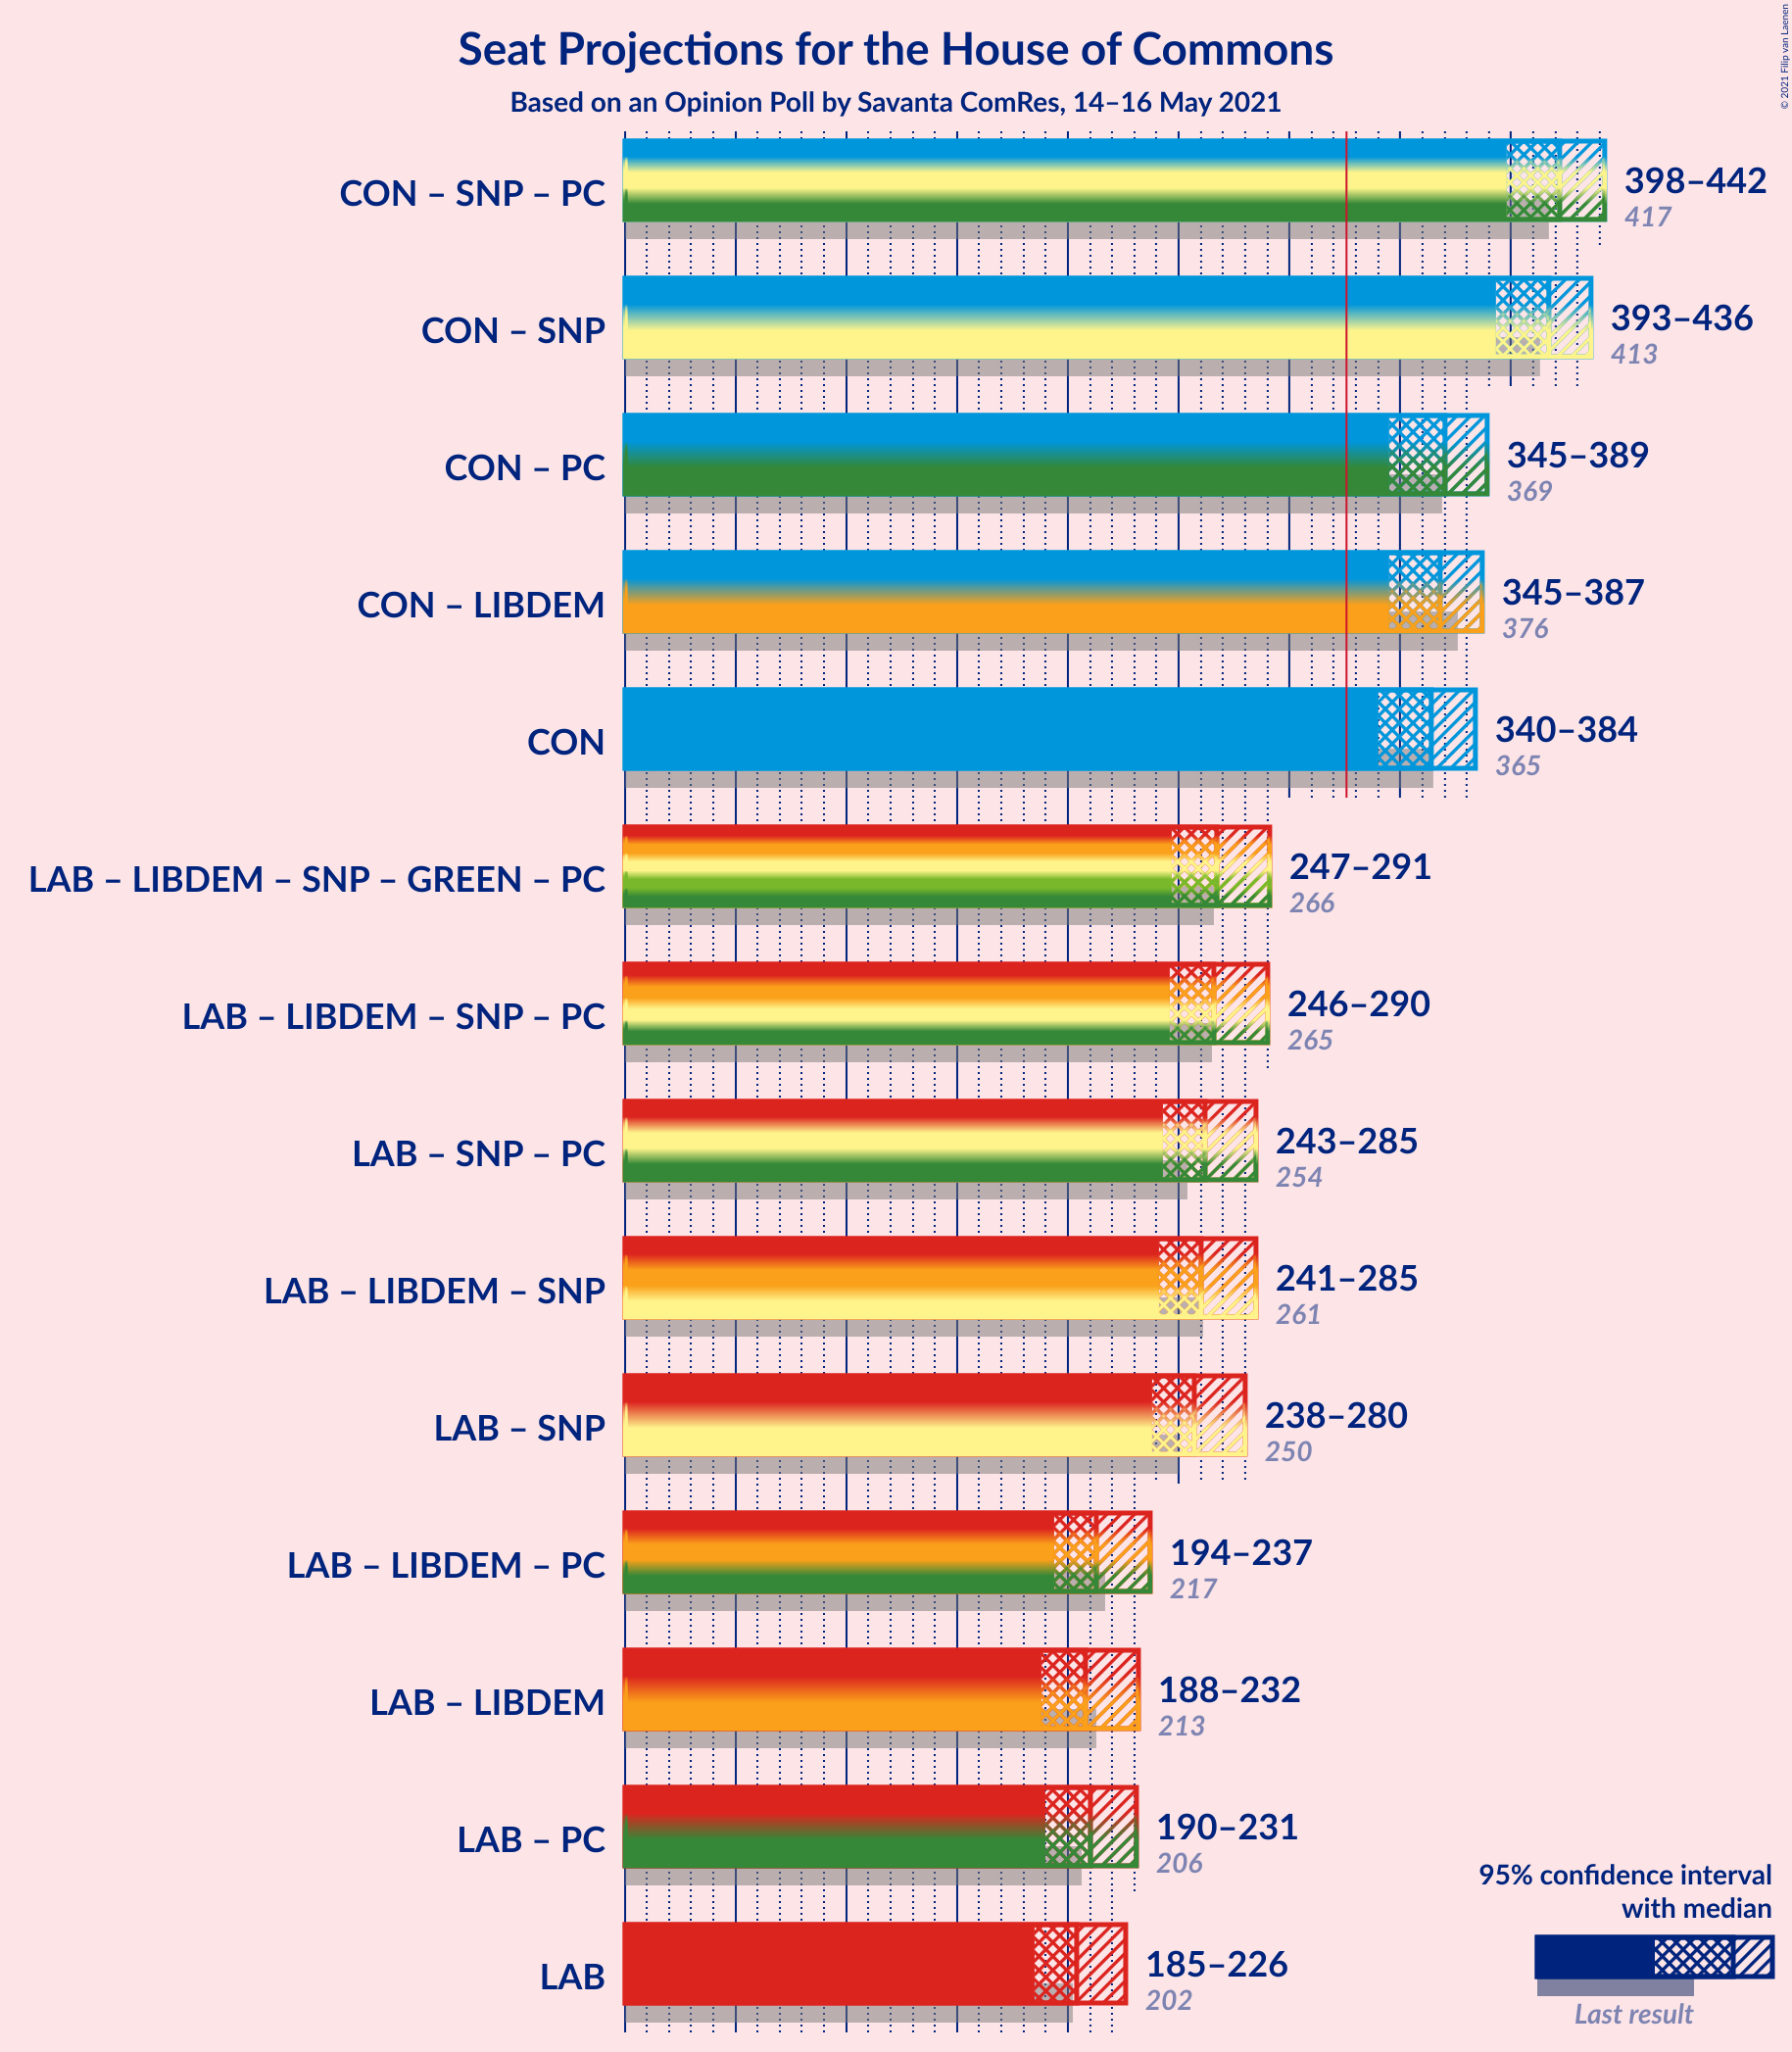 Seat Projections for the House of Commons
Based on an Opinion Poll by Savanta ComRes, 14–16 May 2021
© 2021 Filip van Laenen
CON – SNP – PC
398–442
417
CON – SNP
393–436
413
CON – PC
345–389
369
CON – LIBDEM
345–387
376
CON
340–384
365
LAB – LIBDEM – SNP – GREEN – PC
247–291
266
LAB – LIBDEM – SNP – PC
246–290
265
LAB – SNP – PC
243–285
254
LAB – LIBDEM – SNP
241–285
261
LAB – SNP
238–280
250
LAB – LIBDEM – PC
194–237
217
LAB – LIBDEM
188–232
213
LAB – PC
190–231
206
LAB
185–226
202
95% confidence interval
with median
Last result